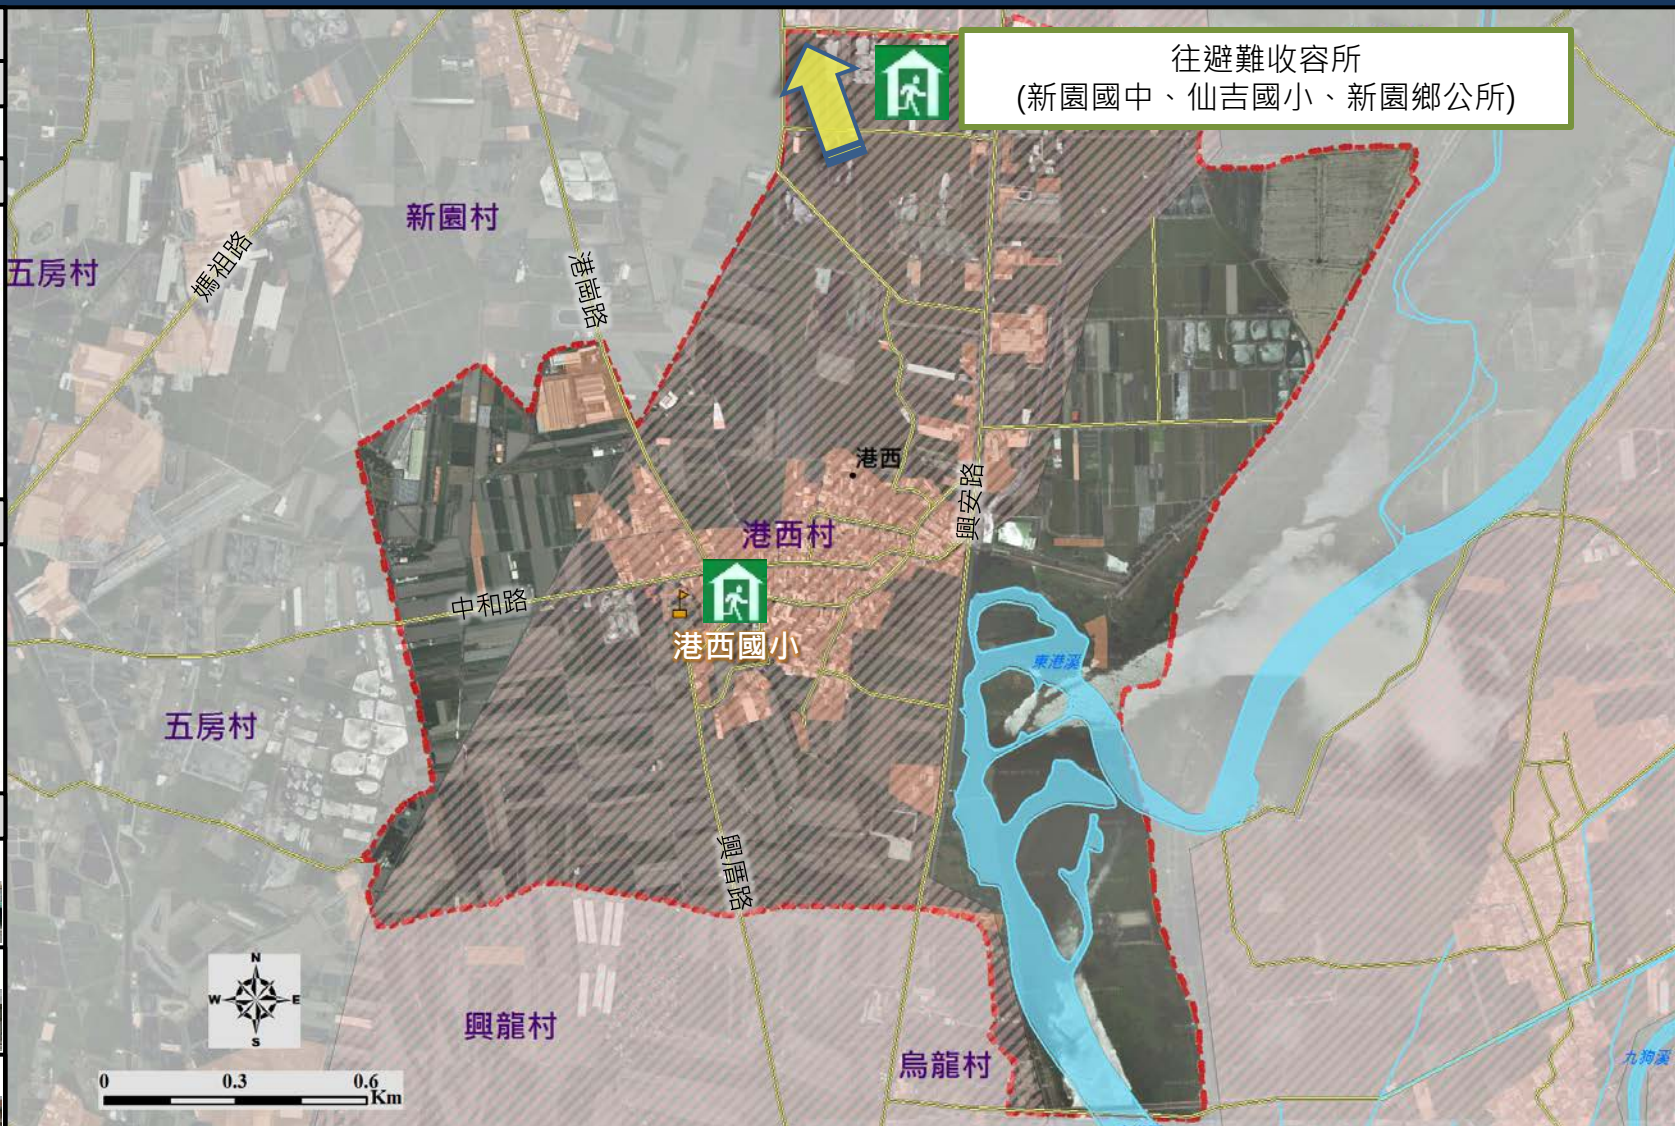 往避難收容所
(新園國中、仙吉國小、新園鄉公所)
新園村
五房村
媽祖路
港崗路
港西
興安路
港西村
中和路
港西國小
東港溪
五房村
興厝路
N
W E
S
興龍村
烏龍村
九狗溪
0 0.3 0.6
Km